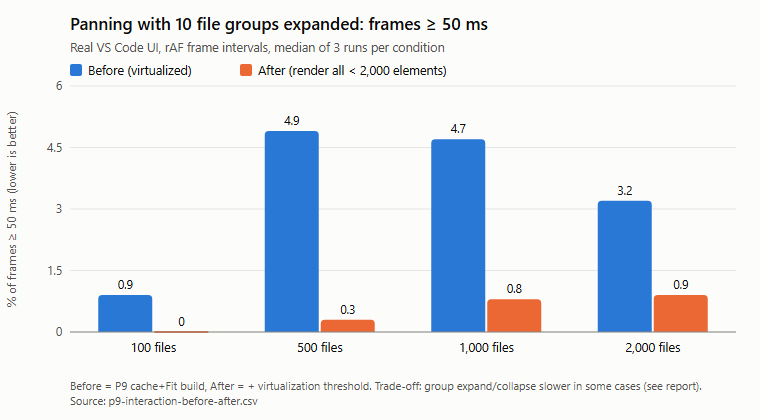 Panning with 10 file groups expanded: frames ≥ 50 ms
Real VS Code UI, rAF frame intervals, median of 3 runs per condition
Before (virtualized) After (render all < 2,000 elements)
% of frames ≥ 50 ms (lower is better)
6
4.5
3
1.5
0
0.9
0
4.9
0.3
4.7
0.8
3.2
0.9
100 files 500 files 1,000 files 2,000 files
Before = P9 cache+Fit build, After = + virtualization threshold. Trade-off: group expand/collapse slower in some cases (see report).
Source: p9-interaction-before-after.csv